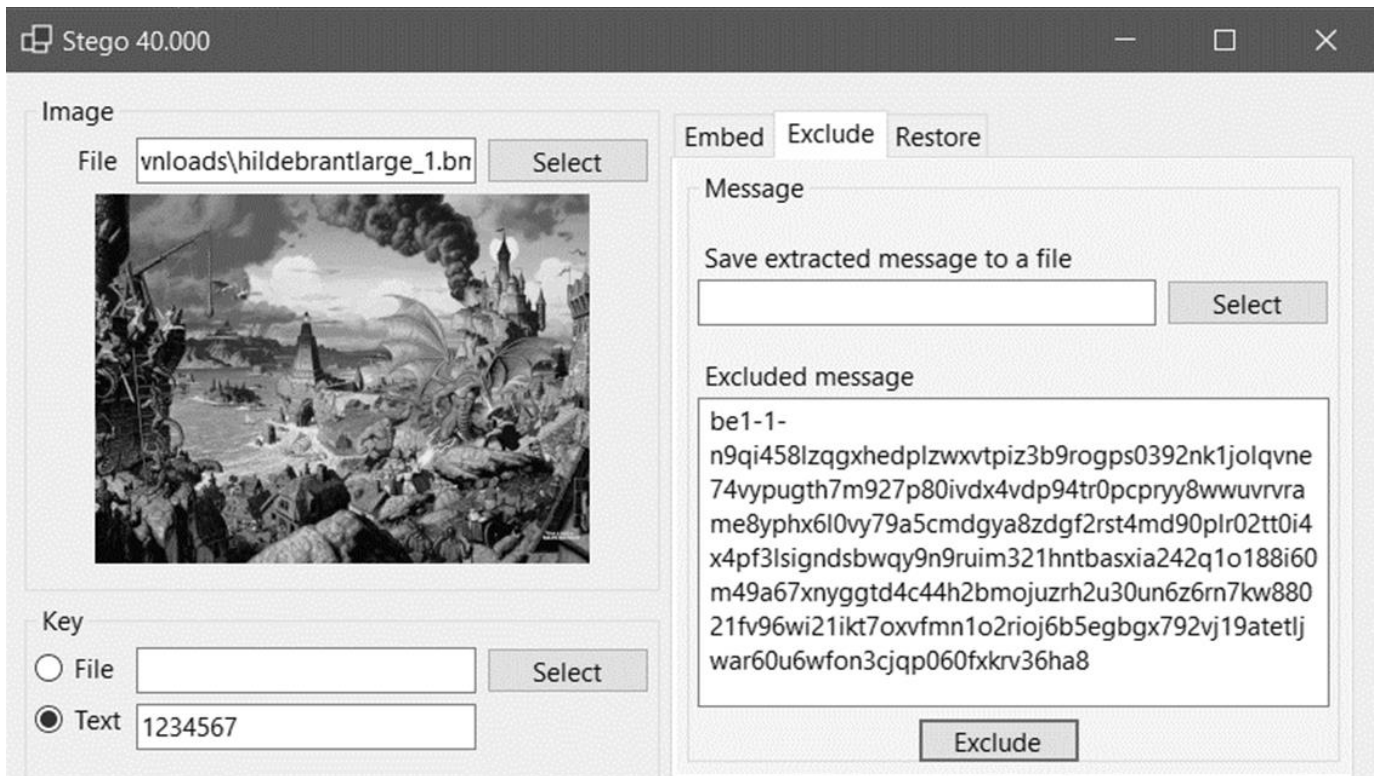 Stego 40.000
Image
File vnloads\hildebrantlarge_1.bm Select
Key
File Select
Text 1234567
Embed Exclude Restore
Message
Save extracted message to a file
Select
Excluded message
be1-1-
n9qi458lzqgxhedplzwxvtpiz3b9rogps0392nk1jolqvne
74vypugth7m927p80ivdx4vdp94tr0pcpryy8wwuvrvra
me8yphx6l0vy79a5cmdgya8zdgf2rst4md90plr02tt0i4
x4pf3lsigndsbwqy9n9ruim321hntbasxia242q1o188i60
m49a67xnyggtd4c44h2bmojuzrh2u30un6z6rn7kw880
21fv96wi21ikt7oxvfmn1o2rioj6b5egbgx792vj19atetlj
war60u6wfon3cjqp060fxkrv36ha8
Exclude